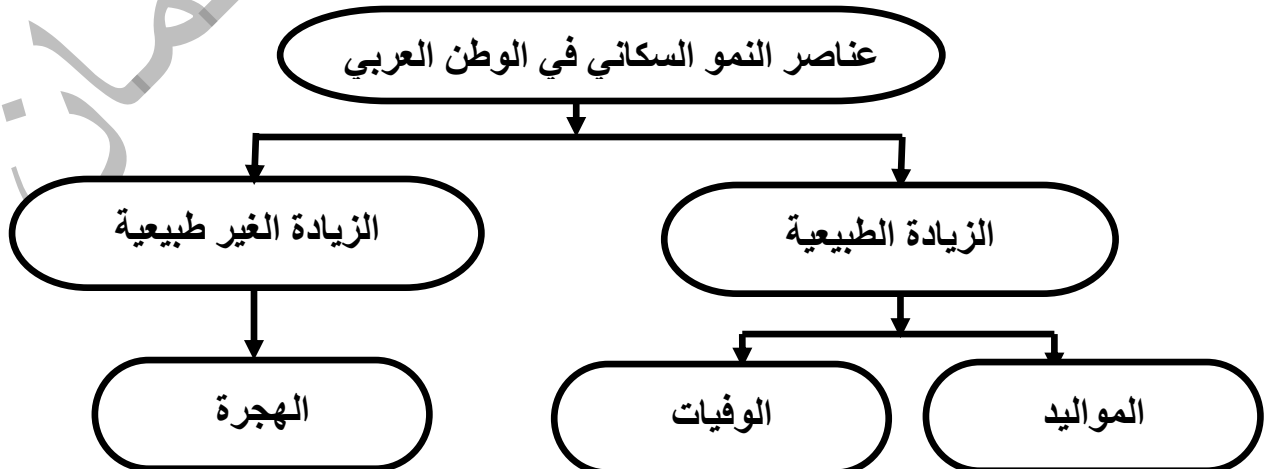 عناصر النمو السكاني في الوطن العربي
الزيادة الطبيعية
الزيادة الغير طبيعية
المواليد
الوفيات
الهجرة